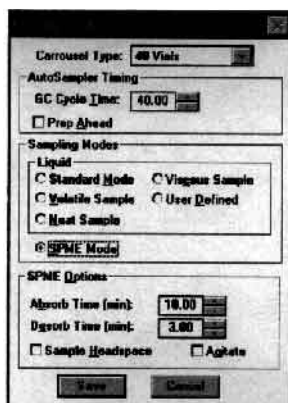 Carrousel Type: 48 Vials
AutoSampler Timing
GC Cycle Time: 40.00
Prep Ahead
Sampling Modes
Liquid
Standard Mode Viscous Sample
Volatile Sample User Defined
Neat Sample
SPME Mode
SPME Options
Absorb Time (min): 10.00
Desorb Time (min): 3.00
Sample Headspace Agitate
Save Cancel